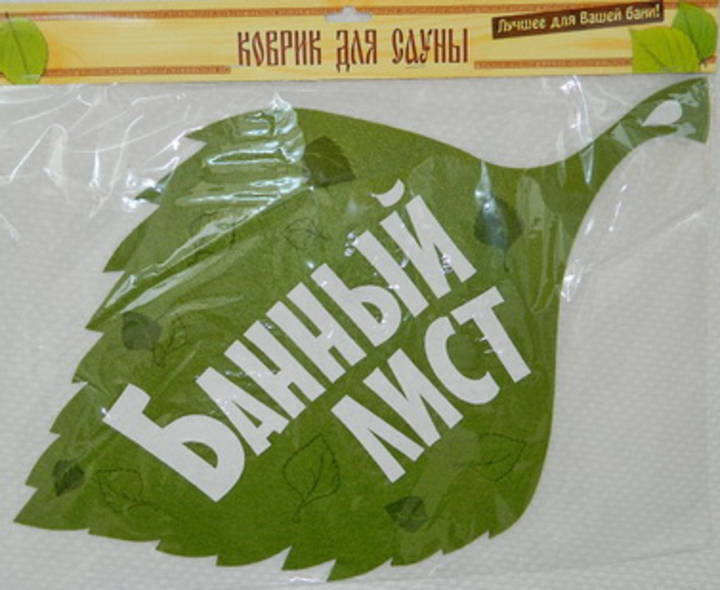 Лучшее для Вашей бани!
КОВРИК ДЛЯ САУНЫ
БАННЫЙ
ЛИСТ